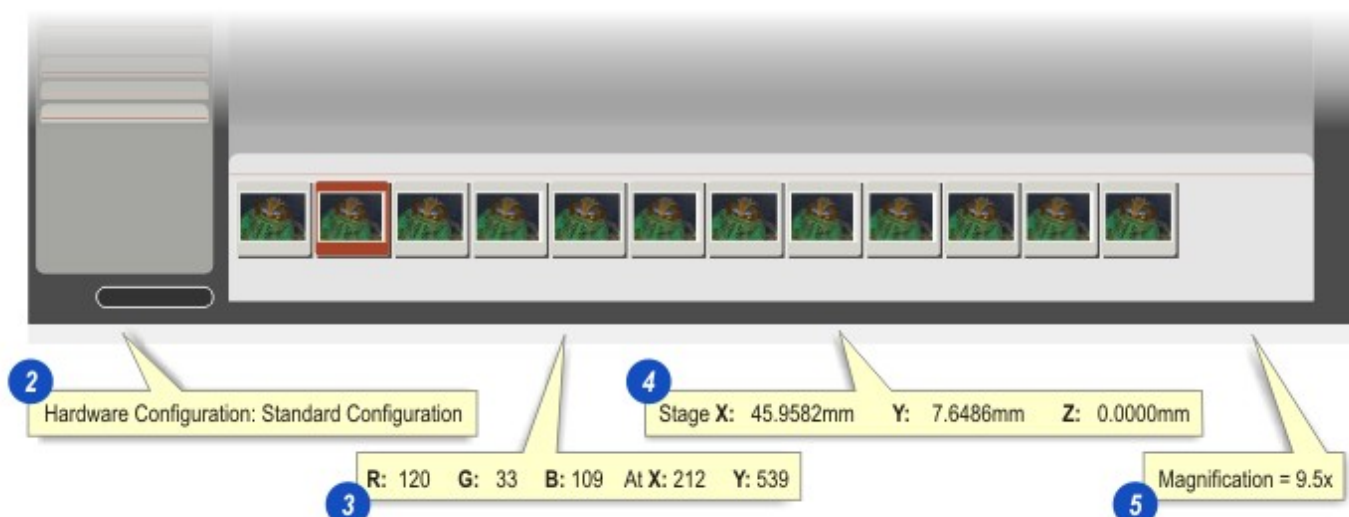 2
Hardware Configuration: Standard Configuration
4
Stage X: 45.9582mm Y: 7.6486mm Z: 0.0000mm
3
R: 120 G: 33 B: 109 At X: 212 Y: 539
5
Magnification = 9.5x